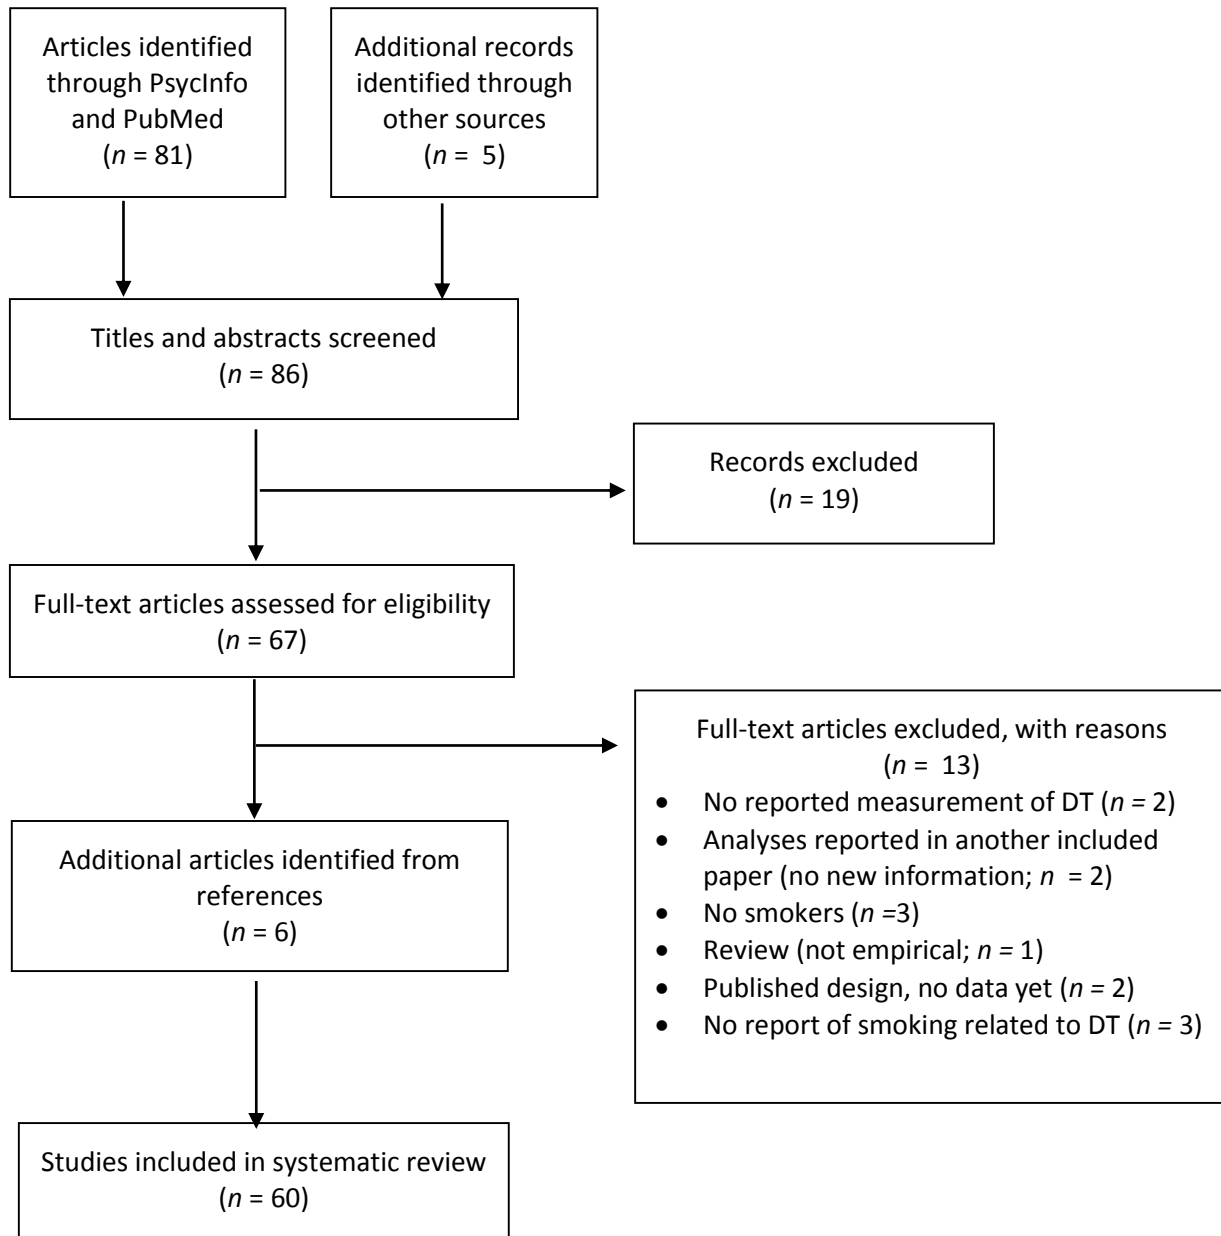 Articles identified
through PsycInfo
and PubMed
(n = 81)
Additional records
identified through
other sources
(n = 5)
Titles and abstracts screened
(n = 86)
Records excluded
(n = 19)
Full-text articles assessed for eligibility
(n = 67)
Full-text articles excluded, with reasons
(n = 13)
• No reported measurement of DT (n = 2)
• Analyses reported in another included
paper (no new information; n = 2)
• No smokers (n =3)
• Review (not empirical; n = 1)
• Published design, no data yet (n = 2)
• No report of smoking related to DT (n = 3)
Additional articles identified from
references
(n = 6)
Studies included in systematic review
(n = 60)